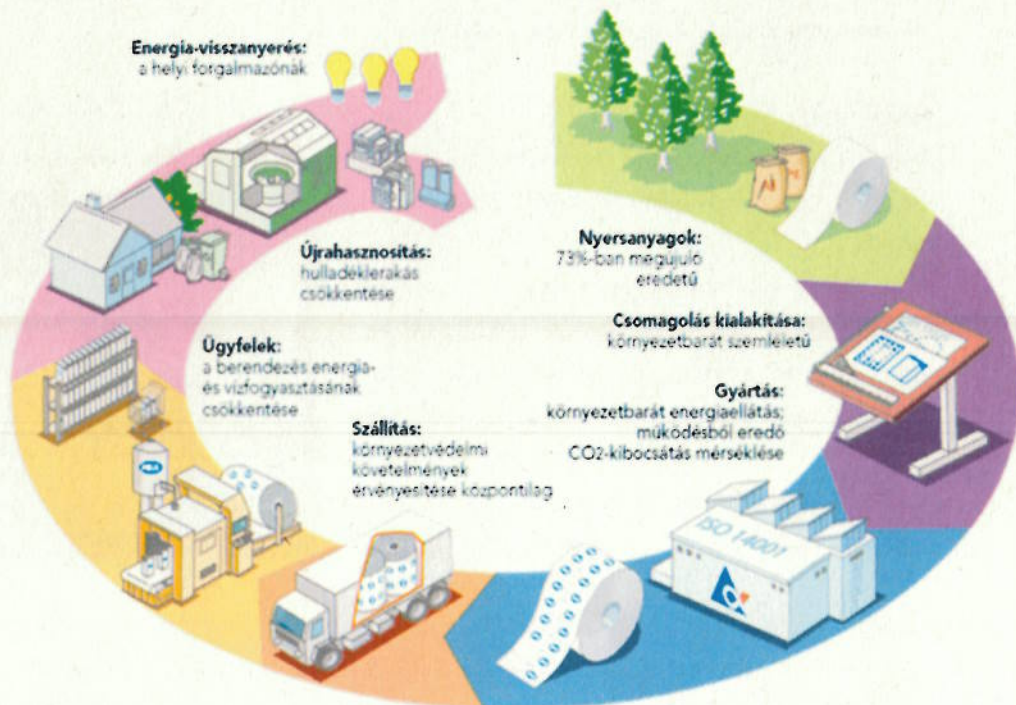 Energia-visszanyerés:
a helyi forgalmazónák
Újrahasznosítás:
hulladéklerakás
csökkentése
Nyersanyagok:
73%-ban megújuló
eredetű
Csomagolás kialakítása:
környezetbarát szemléletű
Ügyfelek:
a berendezés energia-
és vízfogyasztásának
csökkentése
Gyártás:
környezetbarát energiaellátás;
működésből eredő
CO2-kibocsátás mérséklése
Szállítás:
környezetvédelmi
követelmények
érvényesítése központilag
ISO 14001